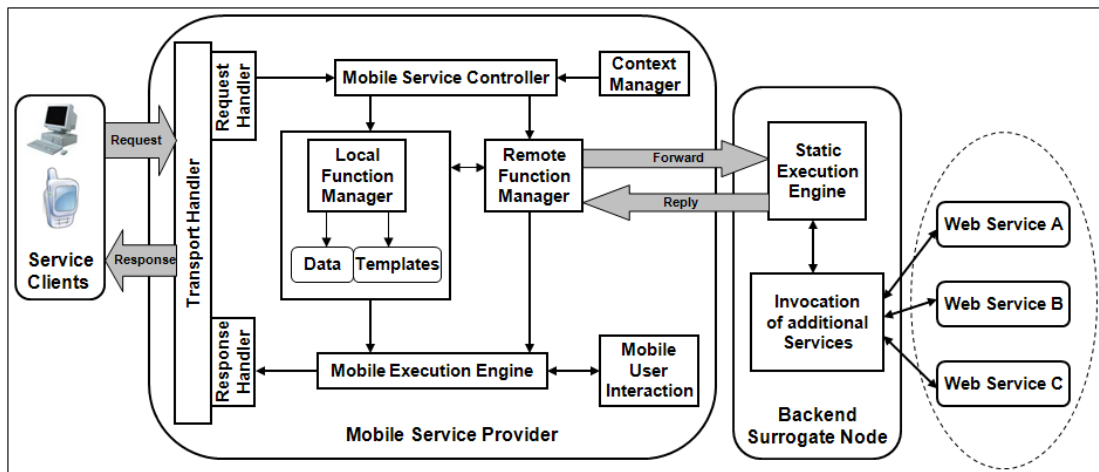 Service
Clients
Request
Response
Transport Handler
Request
Handler
Response
Handler
Mobile Service Controller
Context
Manager
Local
Function
Manager
Data
Templates
Remote
Function
Manager
Mobile Execution Engine
Mobile
User
Interaction
Mobile Service Provider
Forward
Reply
Static
Execution
Engine
Invocation
of additional
Services
Backend
Surrogate Node
Web Service A
Web Service B
Web Service C